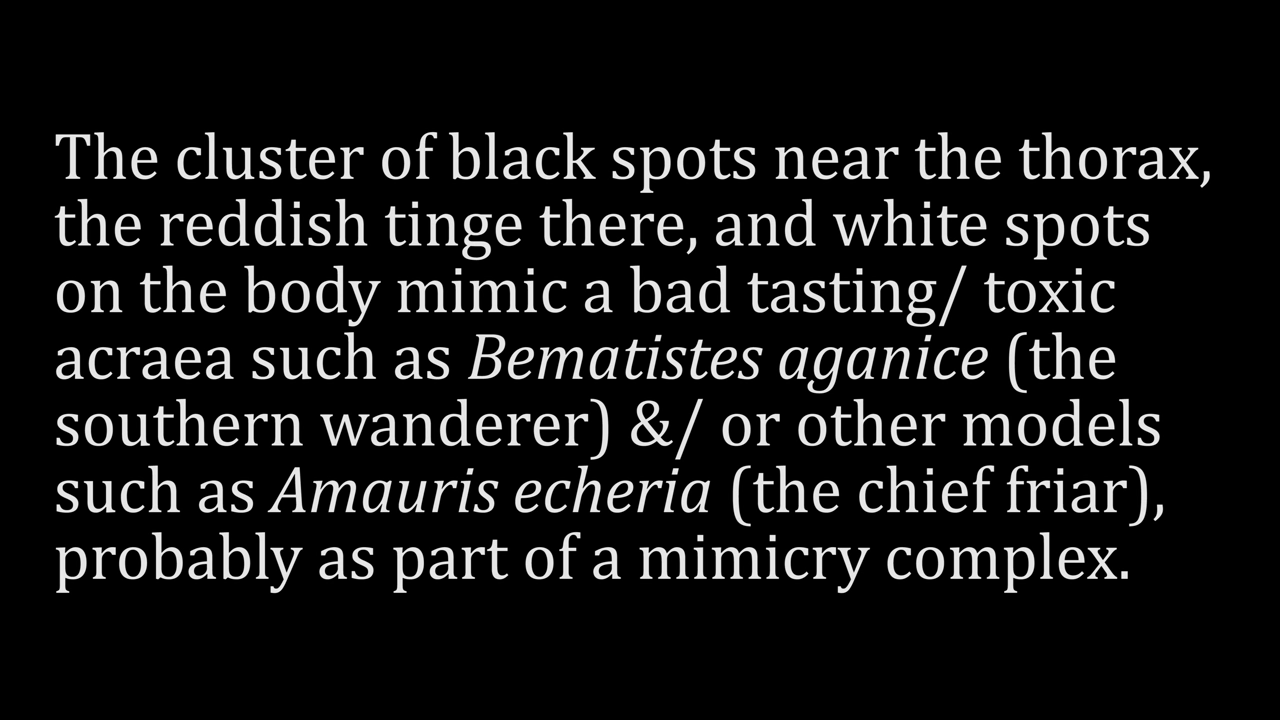 The cluster of black spots near the thorax,
the reddish tinge there, and white spots
on the body mimic a bad tasting/ toxic
acraea such as Bematistes aganice (the
southern wanderer) &/ or other models
such as Amauris echeria (the chief friar),
probably as part of a mimicry complex.